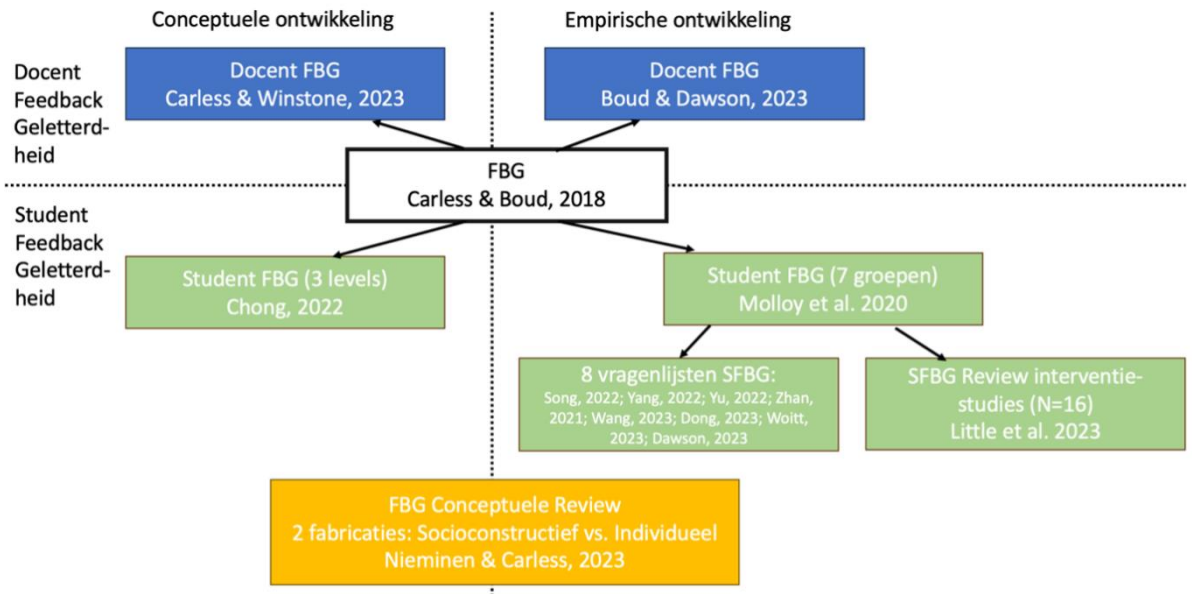 Conceptuele ontwikkeling
Empirische ontwikkeling
Docent
Feedback
Geletterd-
heid
Docent FBG
Carless & Winstone, 2023
Docent FBG
Boud & Dawson, 2023
FBG
Carless & Boud, 2018
Student
Feedback
Geletterd-
heid
Student FBG (3 levels)
Chong, 2022
Student FBG (7 groepen)
Molloy et al. 2020
8 vragenlijsten SFBG:
Song, 2022; Yang, 2022; Yu, 2022; Zhan,
2021; Wang, 2023; Dong, 2023; Woitt,
2023; Dawson, 2023
SFBG Review interventie-
studies (N=16)
Little et al. 2023
FBG Conceptuele Review
2 fabricaties: Socioconstructief vs. Individueel
Nieminen & Carless, 2023